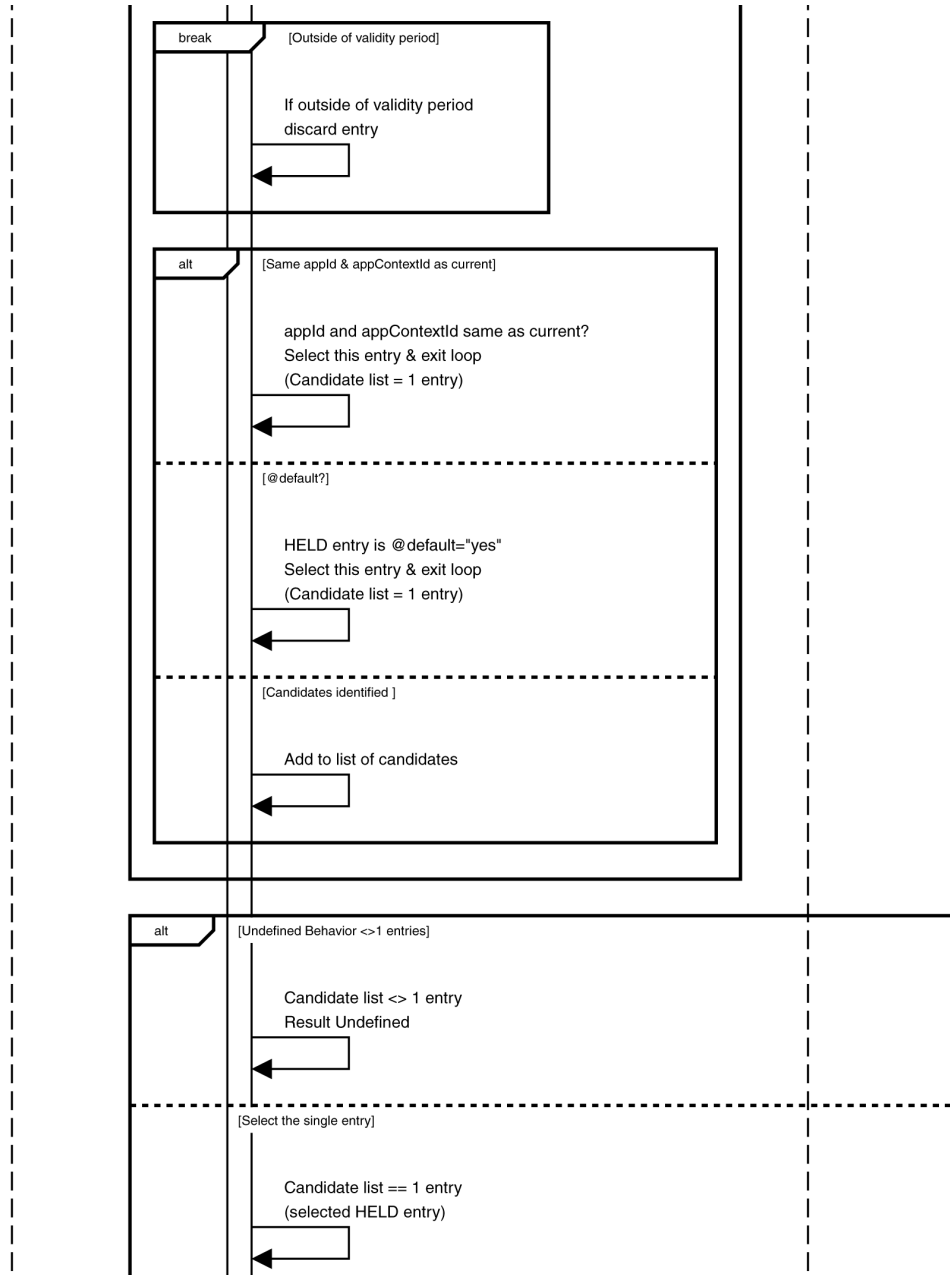 break
[Outside of validity period]
If outside of validity period
discard entry
alt
[Same appId & appContextId as current]
appId and appContextId same as current?
Select this entry & exit loop
(Candidate list = 1 entry)
[@default?]
HELD entry is @default="yes"
Select this entry & exit loop
(Candidate list = 1 entry)
[Candidates identified ]
Add to list of candidates
alt
[Undefined Behavior <>1 entries]
Candidate list <> 1 entry
Result Undefined
[Select the single entry]
Candidate list == 1 entry
(selected HELD entry)